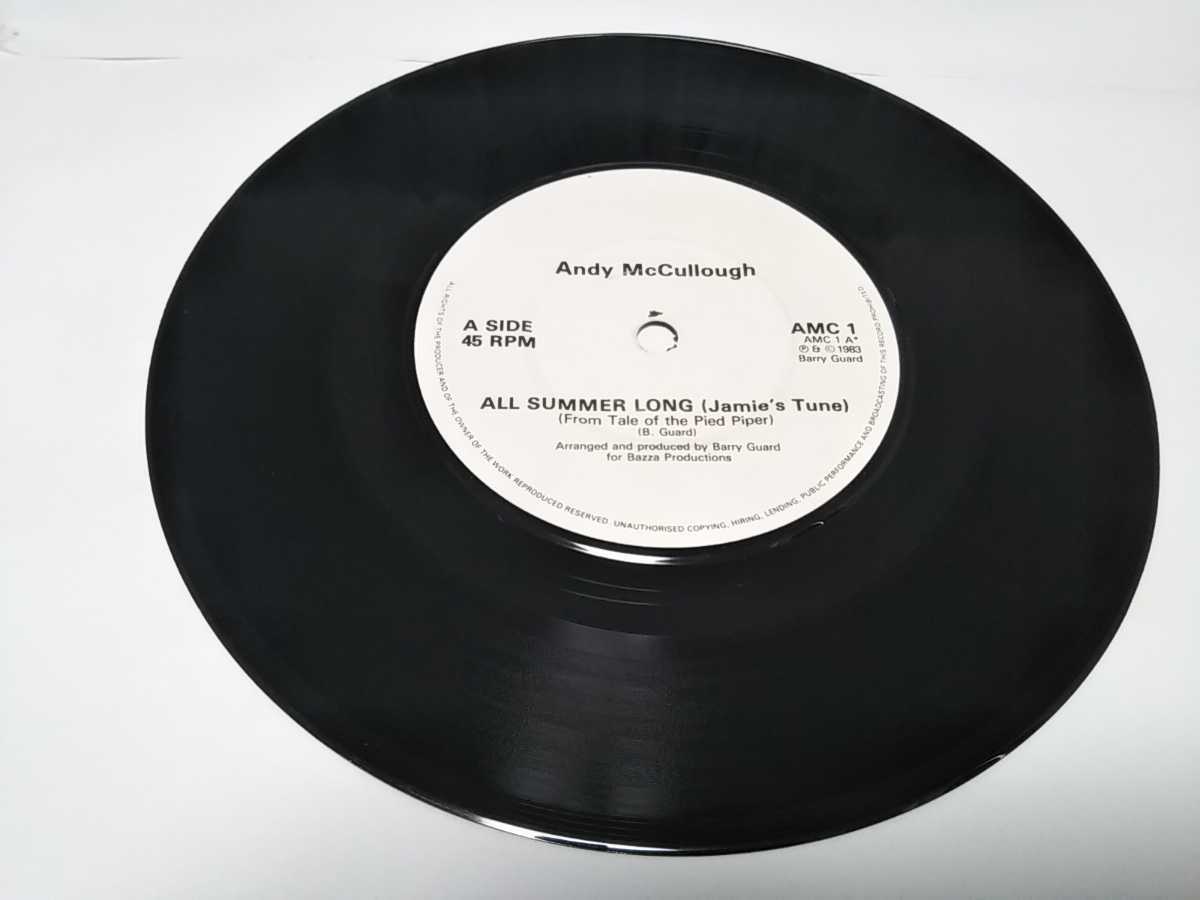 Andy McCullough
A SIDE
45 RPM
AMC 1
AMC 1 A*
℗ & © 1983
Barry Guard
ALL SUMMER LONG (Jamie's Tune)
(From Tale of the Pied Piper)
(B. Guard)
Arranged and produced by Barry Guard
for Bazza Productions
ALL RIGHTS OF THE PRODUCER AND OF THE OWNER OF THE WORK REPRODUCED RESERVED. UNAUTHORISED COPYING, HIRING, LENDING, PUBLIC PERFORMANCE AND BROADCASTING OF THIS RECORD PROHIBITED